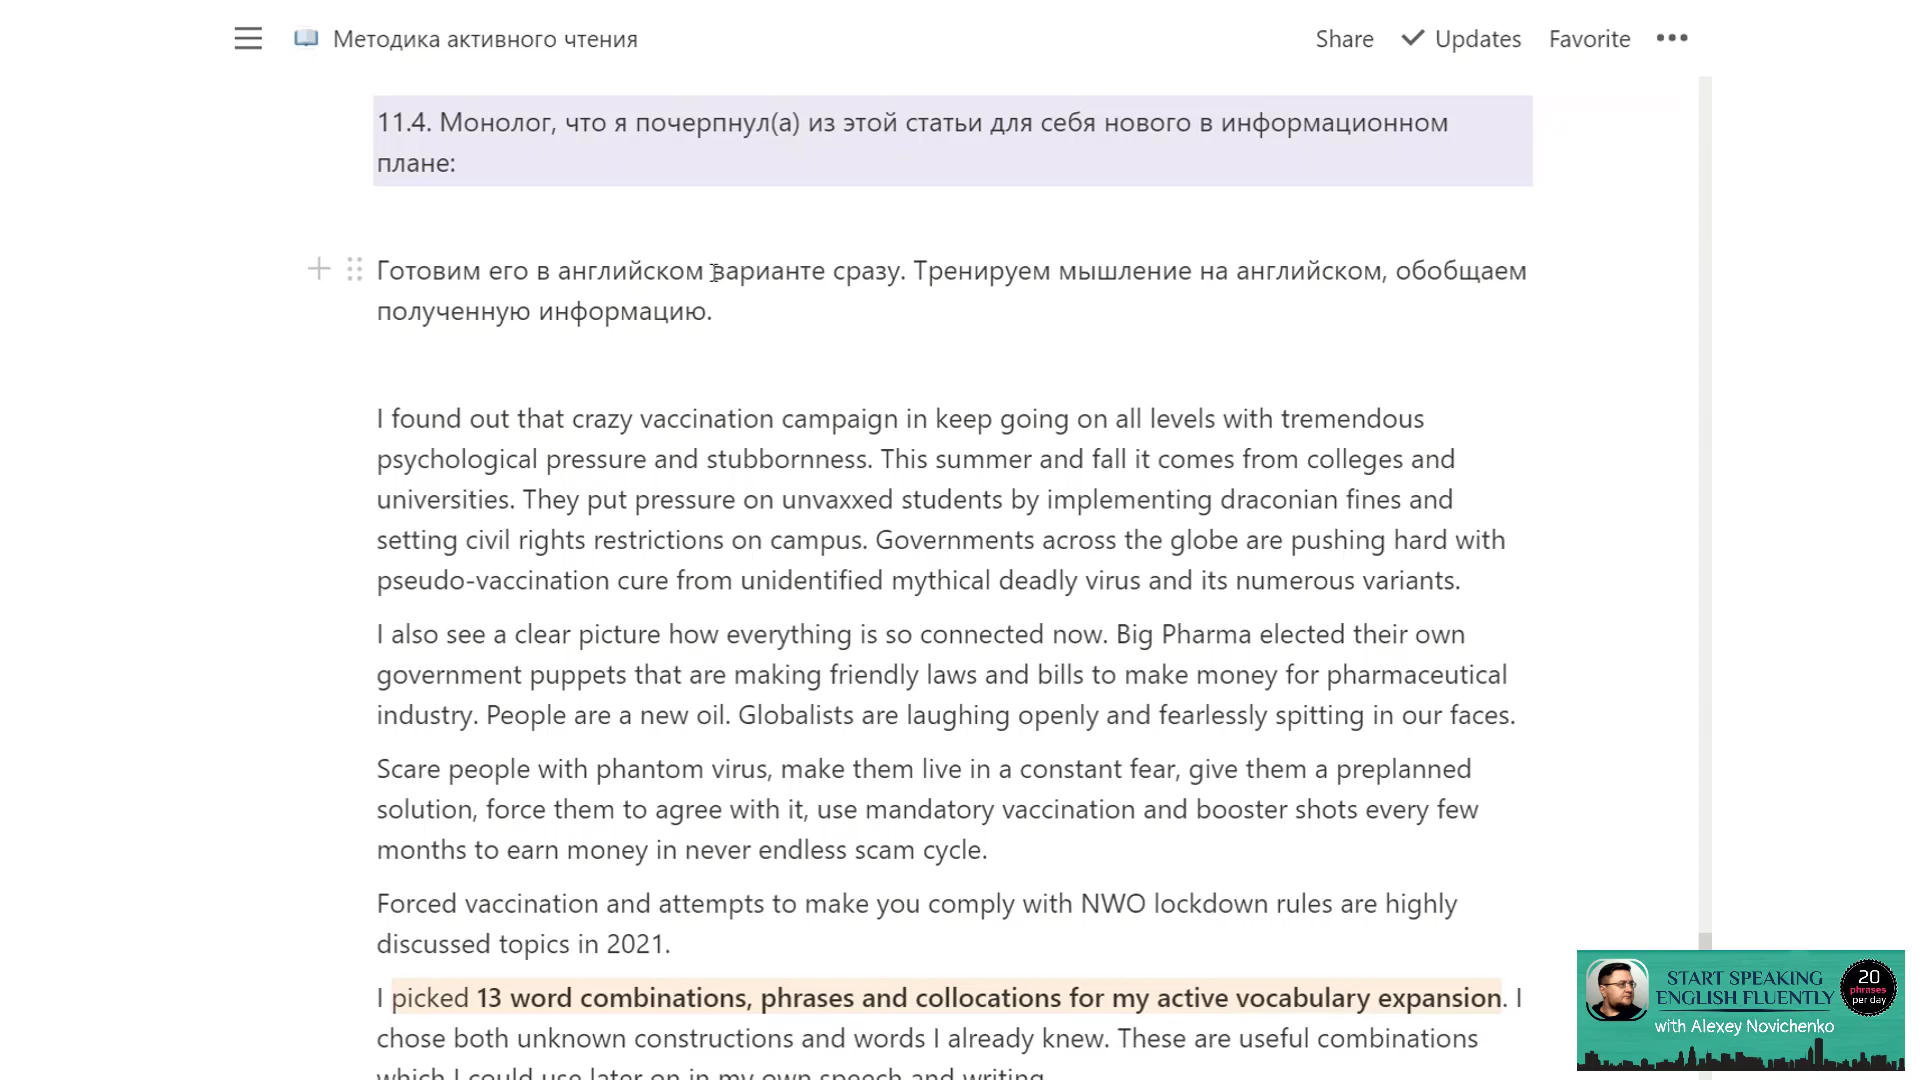 Методика активного чтения
Share
Updates
Favorite
11.4. Монолог, что я почерпнул(а) из этой статьи для себя нового в информационном
плане:
Готовим его в английском варианте сразу. Тренируем мышление на английском, обобщаем
полученную информацию.
I found out that crazy vaccination campaign in keep going on all levels with tremendous
psychological pressure and stubbornness. This summer and fall it comes from colleges and
universities. They put pressure on unvaxxed students by implementing draconian fines and
setting civil rights restrictions on campus. Governments across the globe are pushing hard with
pseudo-vaccination cure from unidentified mythical deadly virus and its numerous variants.
I also see a clear picture how everything is so connected now. Big Pharma elected their own
government puppets that are making friendly laws and bills to make money for pharmaceutical
industry. People are a new oil. Globalists are laughing openly and fearlessly spitting in our faces.
Scare people with phantom virus, make them live in a constant fear, give them a preplanned
solution, force them to agree with it, use mandatory vaccination and booster shots every few
months to earn money in never endless scam cycle.
Forced vaccination and attempts to make you comply with NWO lockdown rules are highly
discussed topics in 2021.
I picked 13 word combinations, phrases and collocations for my active vocabulary expansion. I
chose both unknown constructions and words I already knew. These are useful combinations
which I could use later on in my own speech and writing.
START SPEAKING
ENGLISH FLUENTLY
with Alexey Novichenko
20
phrases
per day